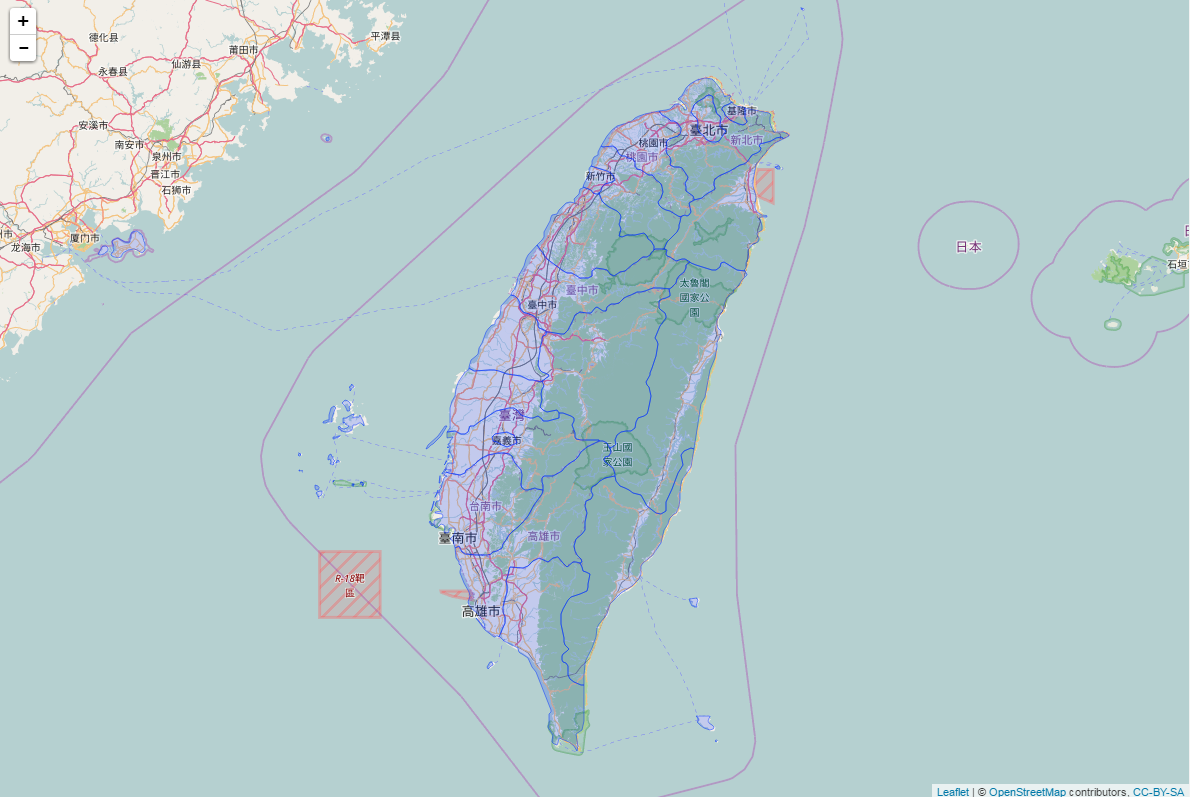 +
−
德化县
平潭县
莆田市
仙游县
永春县
基隆市
安溪县
臺北市
新北市
南安市
桃園市
桃園市
泉州市
晋江市
新竹市
石狮市
厦门市
州市
龙海市
日本
日
石垣
太魯閣
國家公
園
臺中市
臺中市
臺灣
嘉義市
玉山國
家公園
台南市
臺南市
高雄市
R-18靶
區
高雄市
Leaflet | © OpenStreetMap contributors, CC-BY-SA